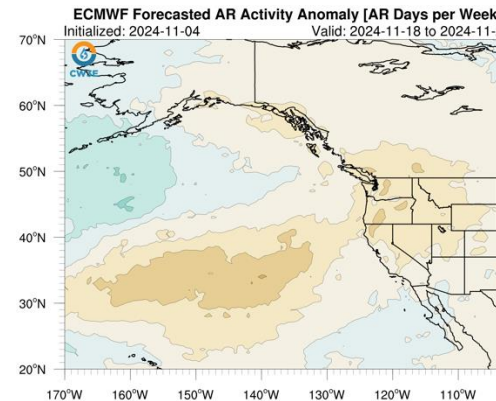 ECMWF Forecasted AR Activity Anomaly [AR Days per Week
Initialized: 2024-11-04 Valid: 2024-11-18 to 2024-11-
70°N
CW3E
60°N
50°N
40°N
30°N
20°N
170°W 160°W 150°W 140°W 130°W 120°W 110°W